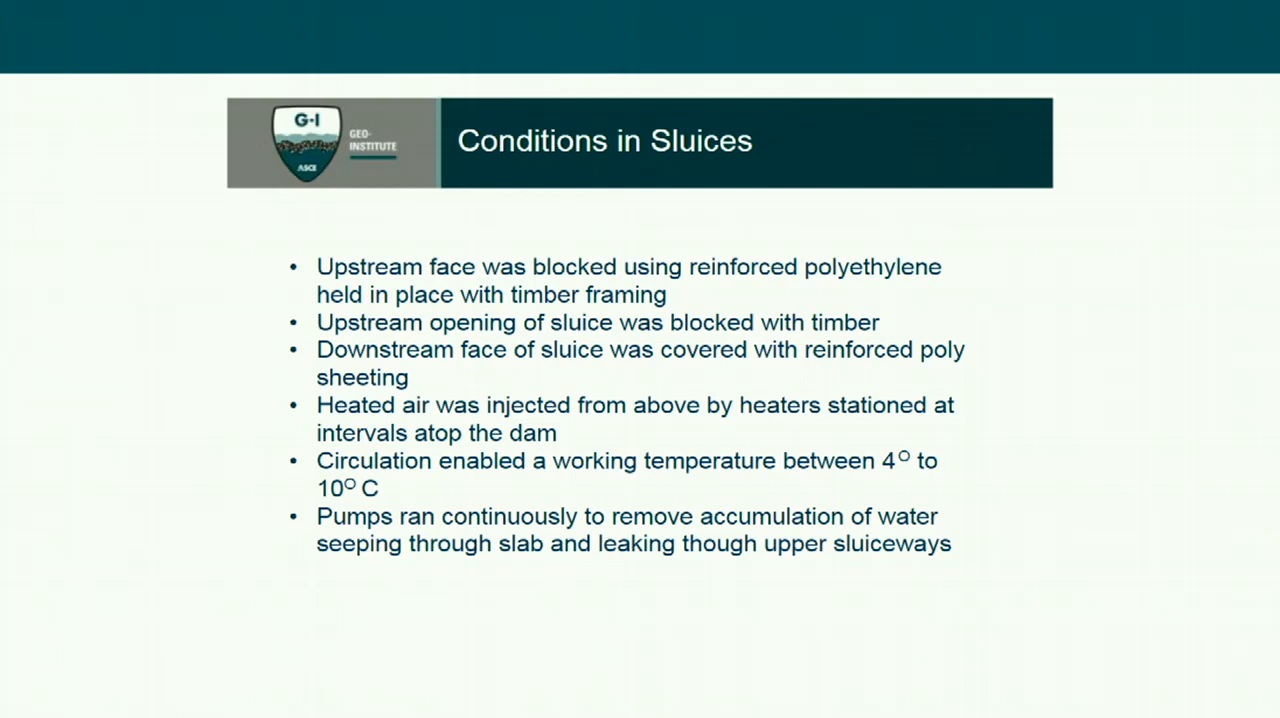 G-I
GEO-
INSTITUTE
ASCE
Conditions in Sluices
• Upstream face was blocked using reinforced polyethylene
held in place with timber framing
• Upstream opening of sluice was blocked with timber
• Downstream face of sluice was covered with reinforced poly
sheeting
• Heated air was injected from above by heaters stationed at
intervals atop the dam
• Circulation enabled a working temperature between 4° to
10° C
• Pumps ran continuously to remove accumulation of water
seeping through slab and leaking though upper sluiceways